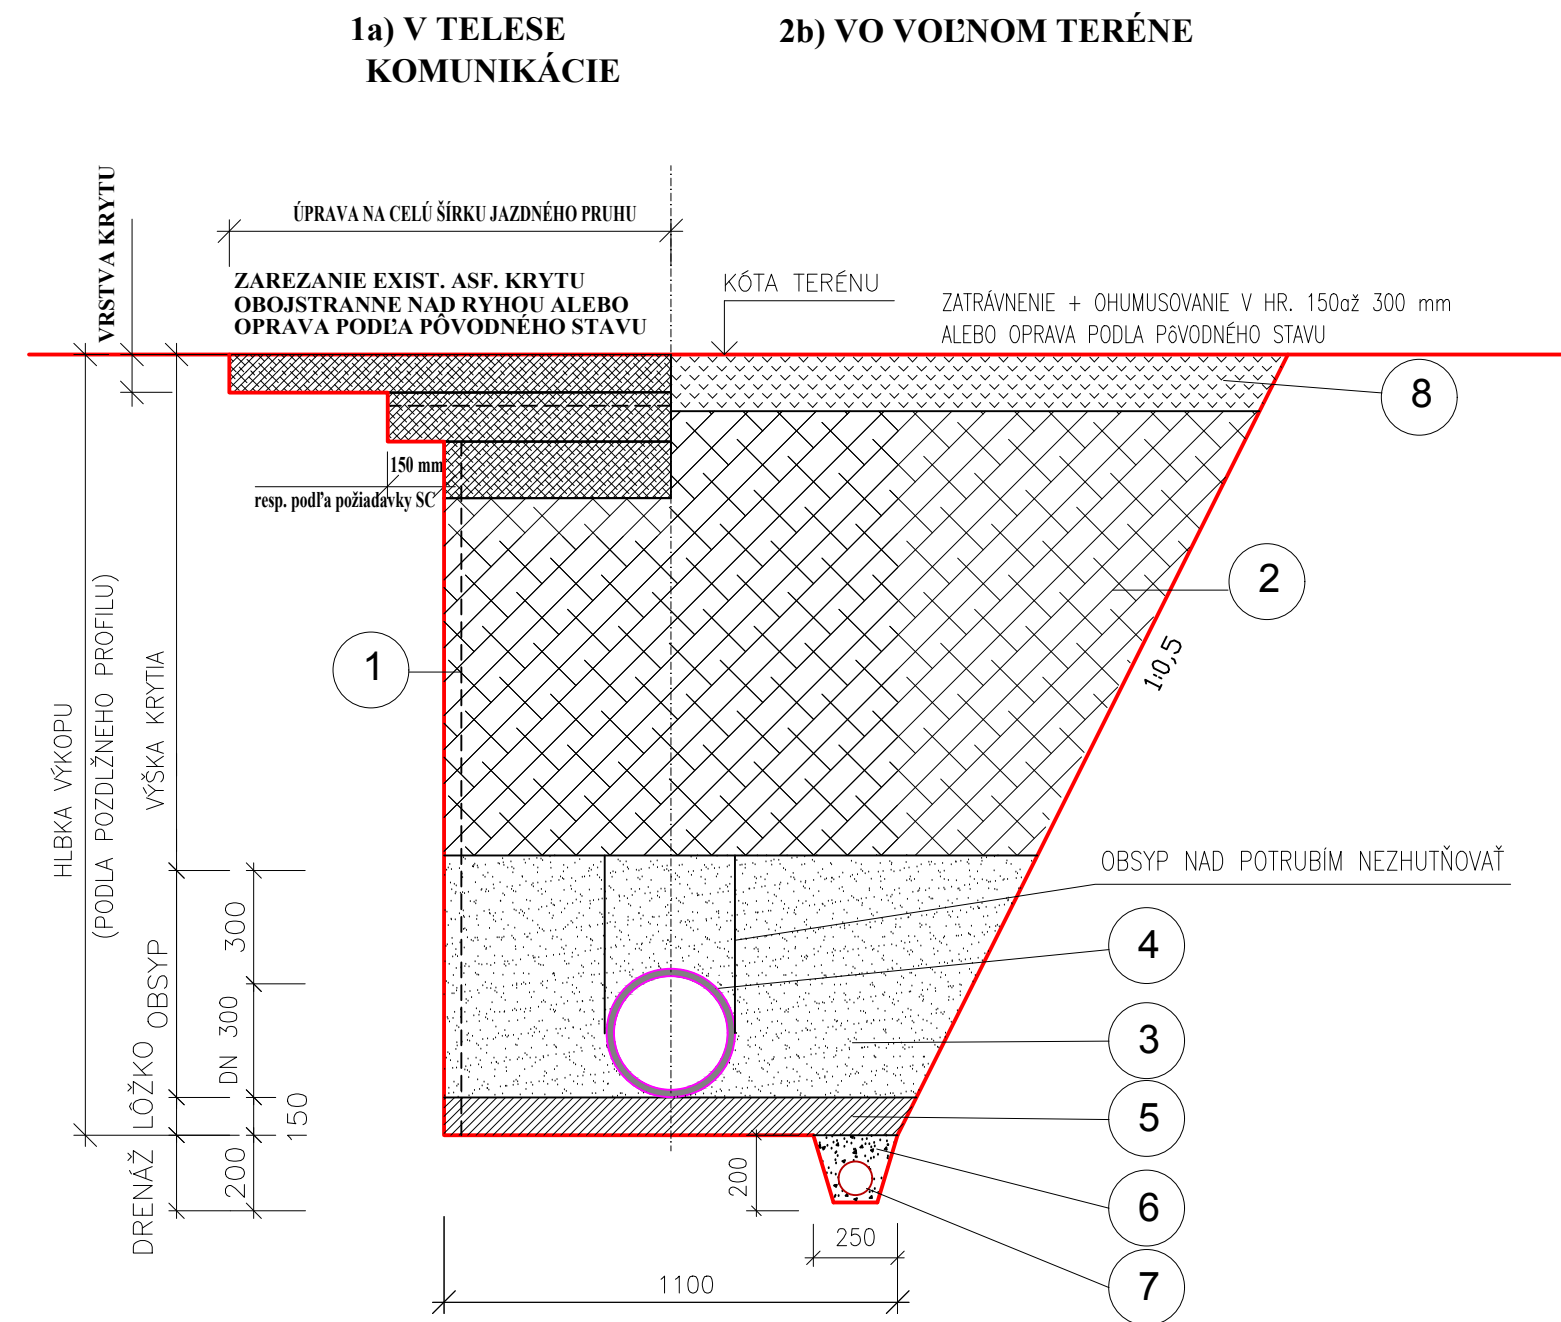 1a) V TELESE
KOMUNIKÁCIE
2b) VO VOĽNOM TERÉNE
VRSTVA KRYTU
ÚPRAVA NA CELÚ ŠÍRKU JAZDNÉHO PRUHU
ZAREZANIE EXIST. ASF. KRYTU
OBOJSTRANNE NAD RYHOU ALEBO
OPRAVA PODĽA PÔVODNÉHO STAVU
KÓTA TERÉNU
ZATRÁVNENIE + OHUMUSOVANIE V HR. 150až 300 mm
ALEBO OPRAVA PODLA PôVODNÉHO STAVU
8
150 mm
resp. podľa požiadavky SC
2
1
1:0,5
HLBKA VÝKOPU
(PODLA POZDLŽNEHO PROFILU)
VÝŠKA KRYTIA
OBSYP NAD POTRUBÍM NEZHUTŇOVAŤ
4
3
5
6
7
OBSYP
LÔŽKO
DRENÁŽ
300
DN 300
150
200
200
250
1100